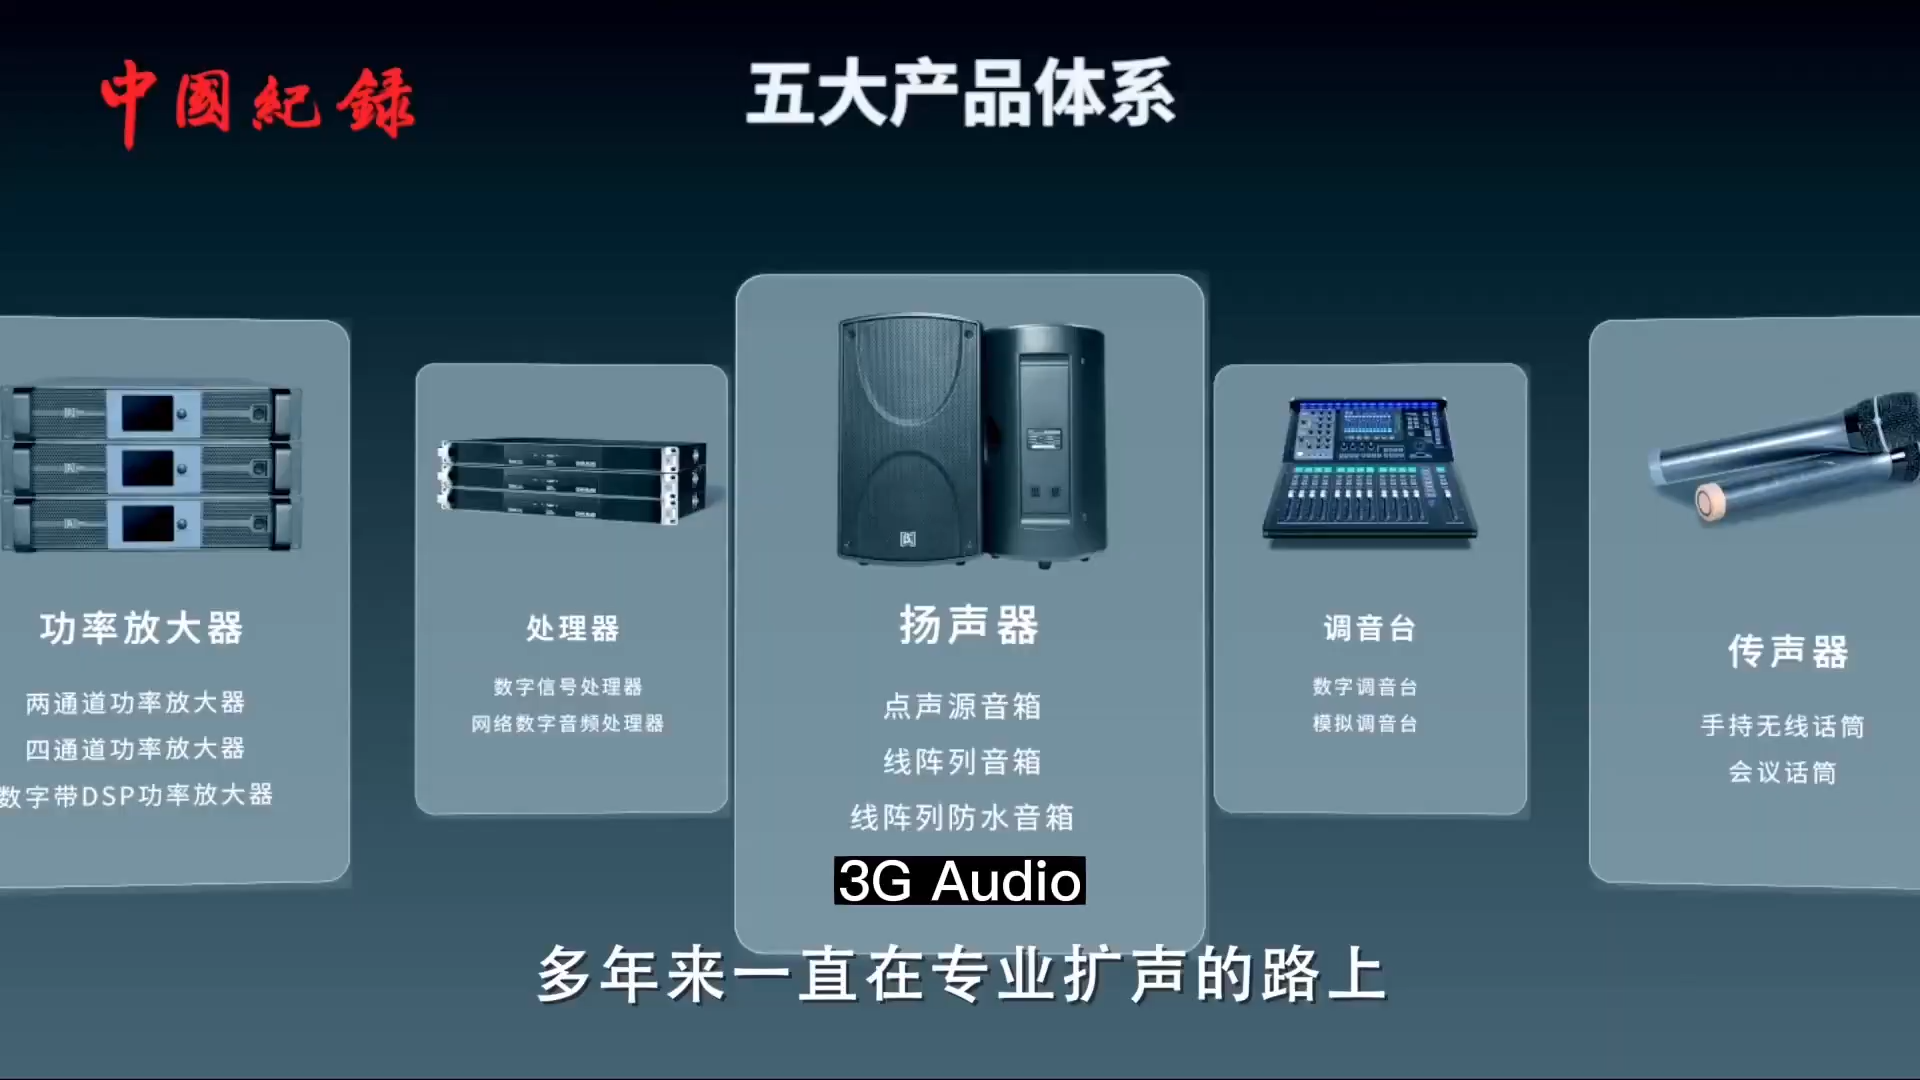 中國紀錄
五大产品体系
功率放大器
两通道功率放大器
四通道功率放大器
数字带DSP功率放大器
处理器
数字信号处理器
网络数字音频处理器
扬声器
点声源音箱
线阵列音箱
线阵列防水音箱
调音台
数字调音台
模拟调音台
传声器
手持无线话筒
会议话筒
3G Audio
多年来一直在专业扩声的路上